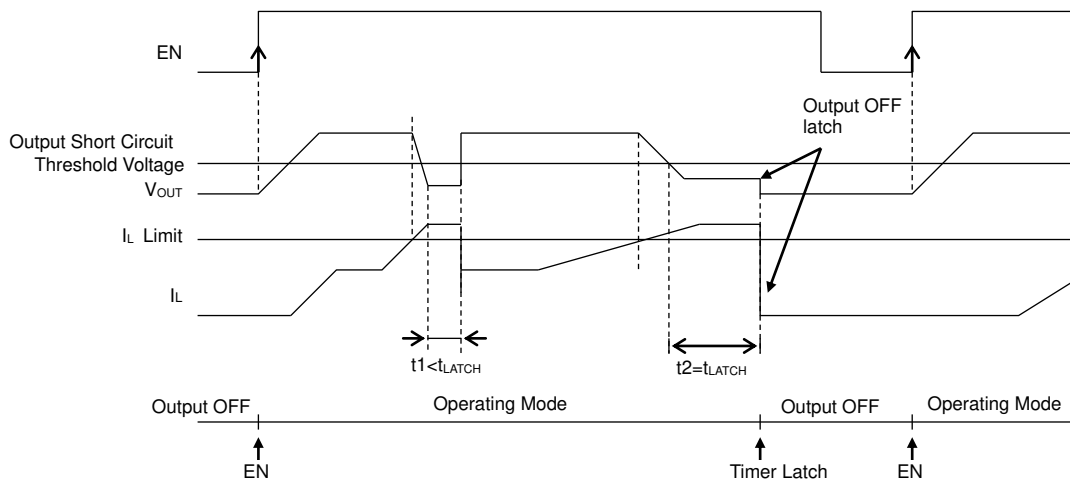 EN
Output OFF
latch
Output Short Circuit
Threshold Voltage
VOUT
IL Limit
IL
t1<tLATCH
t2=tLATCH
Output OFF
Operating Mode
Output OFF
Operating Mode
EN
Timer Latch
EN